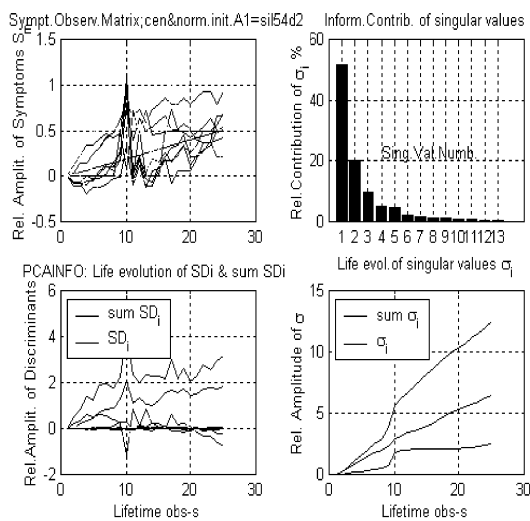 Sympt.Observ.Matrix;cen&norm.init.A1=sil54d2
Rel. Amplit. of Symptoms S
1.5
1
0.5
0
-0.5
0 10 20 30
Inform.Contrib. of singular values
Rel.Contribution of σi %
60
40
20
0
Sing.Val.Numb
1 2 3 4 5 6 7 8 9 10 11 12 13
PCAINFO: Life evolution of SDi & sum SDi
Rel.Amplit. of Discriminants
6
4
2
0
-2
sum SDi
SDi
0 10 20 30
Lifetime obs-s
Life evol.of singular values σi
Rel. Amplitude of σ
15
10
5
0
sum σi
σi
0 10 20 30
Lifetime obs-s